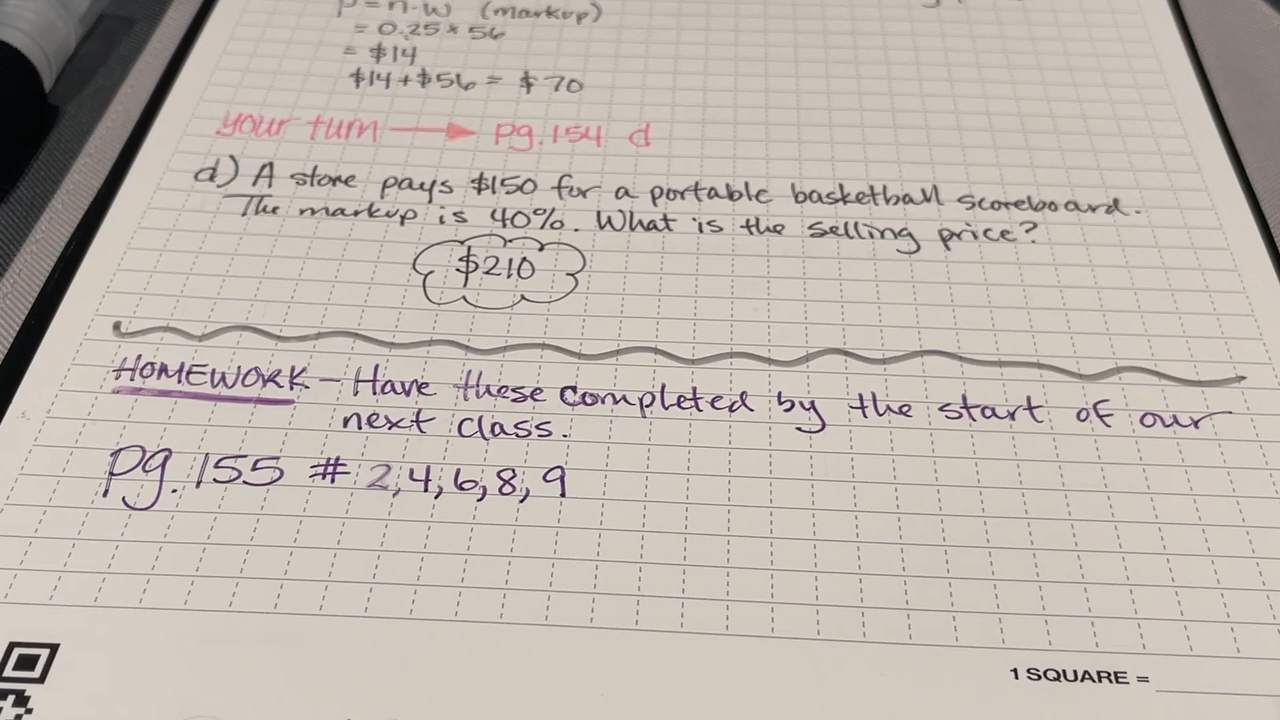 p = n·w (markup)
= 0.25 × 56
= $14
$14 + $56 = $70
your turn → pg. 154 d
d) A store pays $150 for a portable basketball scoreboard.
The markup is 40%. What is the selling price?
$210
HOMEWORK – Have these completed by the start of our
next class.
pg. 155 # 2, 4, 6, 8, 9
1 SQUARE =